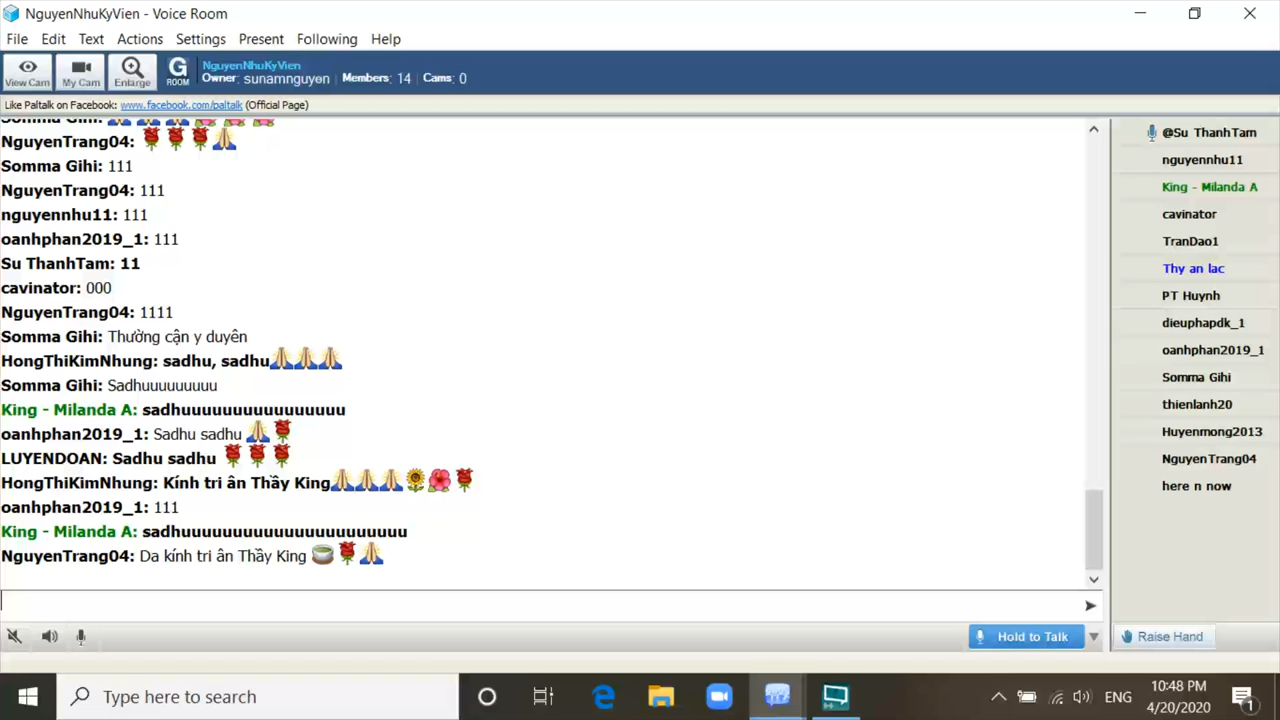 NguyenNhuKyVien - Voice Room
File Edit Text Actions Settings Present Following Help
View Cam My Cam Enlarge G ROOM
NguyenNhuKyVien
Owner: sunamnguyen Members: 14 Cams: 0
Like Paltalk on Facebook: www.facebook.com/paltalk (Official Page)
Somma Gihi:
NguyenTrang04:
Somma Gihi: 111
NguyenTrang04: 111
nguyennhu11: 111
oanhphan2019_1: 111
Su ThanhTam: 11
cavinator: 000
NguyenTrang04: 1111
Somma Gihi: Thường cận y duyên
HongThiKimNhung: sadhu, sadhu
Somma Gihi: Sadhuuuuuuuuu
King - Milanda A: sadhuuuuuuuuuuuuuuuu
oanhphan2019_1: Sadhu sadhu
LUYENDOAN: Sadhu sadhu
HongThiKimNhung: Kính tri ân Thầy King
oanhphan2019_1: 111
King - Milanda A: sadhuuuuuuuuuuuuuuuuuuuuuu
NguyenTrang04: Da kính tri ân Thầy King
@Su ThanhTam
nguyennhu11
King - Milanda A
cavinator
TranDao1
Thy an lac
PT Huynh
dieuphapdk_1
oanhphan2019_1
Somma Gihi
thienlanh20
Huyenmong2013
NguyenTrang04
here n now
Hold to Talk
Raise Hand
Type here to search
ENG
10:48 PM
4/20/2020
1